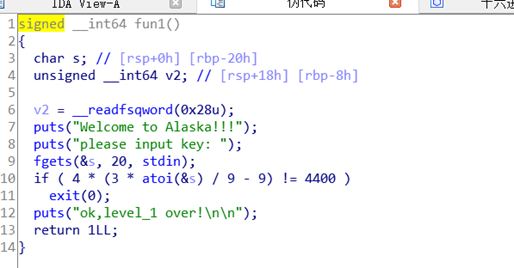 IDA View-A 伪代码 十六进
1 signed __int64 fun1()
2 {
3 char s; // [rsp+0h] [rbp-20h]
4 unsigned __int64 v2; // [rsp+18h] [rbp-8h]
5
6 v2 = __readfsqword(0x28u);
7 puts("Welcome to Alaska!!!");
8 puts("please input key: ");
9 fgets(&s, 20, stdin);
10 if ( 4 * (3 * atoi(&s) / 9 - 9) != 4400 )
11 exit(0);
12 puts("ok,level_1 over!\n\n");
13 return 1LL;
14 }